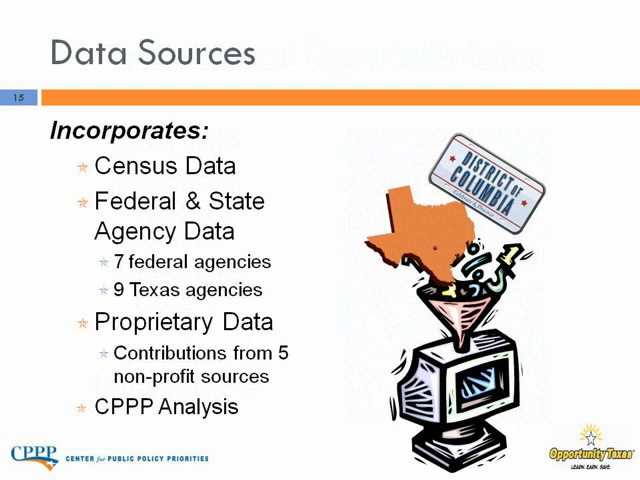 Data Sources
15
Incorporates:
Census Data
Federal & State
Agency Data
7 federal agencies
9 Texas agencies
Proprietary Data
Contributions from 5
non-profit sources
CPPP Analysis
DISTRICT OF
COLUMBIA
CPPP CENTER for PUBLIC POLICY PRIORITIES
Opportunity Texas
LEARN. EARN. SAVE.